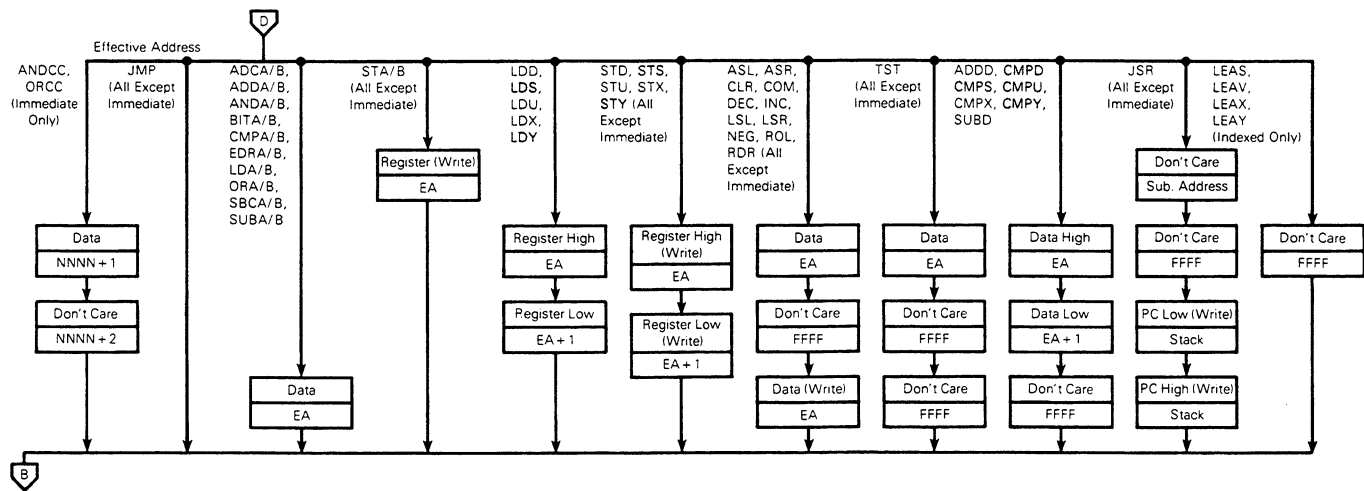 D
Effective Address
ANDCC,
ORCC
(Immediate
Only)
Data
NNNN + 1
Don't Care
NNNN + 2
JMP
(All Except
Immediate)
ADCA/B,
ADDA/B,
ANDA/B,
BITA/B,
CMPA/B,
EDRA/B,
LDA/B,
ORA/B,
SBCA/B,
SUBA/B
Data
EA
STA/B
(All Except
Immediate)
Register (Write)
EA
LDD,
LDS,
LDU,
LDX,
LDY
Register High
EA
Register Low
EA + 1
STD, STS,
STU, STX,
STY (All
Except
Immediate)
Register High
(Write)
EA
Register Low
(Write)
EA + 1
ASL, ASR,
CLR, COM,
DEC, INC,
LSL, LSR,
NEG, ROL,
RDR (All
Except
Immediate)
Data
EA
Don't Care
FFFF
Data (Write)
EA
TST
(All Except
Immediate)
Data
EA
Don't Care
FFFF
Don't Care
FFFF
ADDD, CMPD
CMPS, CMPU,
CMPX, CMPY,
SUBD
Data High
EA
Data Low
EA + 1
Don't Care
FFFF
JSR
(All Except
Immediate)
Don't Care
Sub. Address
Don't Care
FFFF
PC Low (Write)
Stack
PC High (Write)
Stack
LEAS,
LEAV,
LEAX,
LEAY
(Indexed Only)
Don't Care
FFFF
B